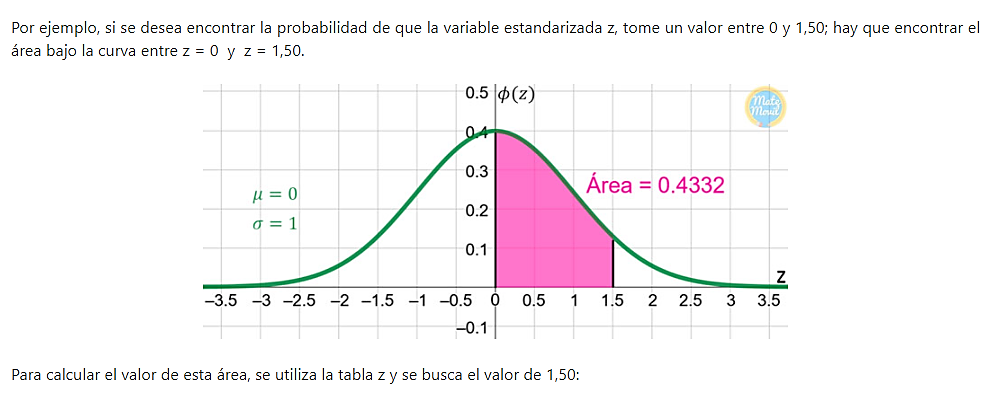 Por ejemplo, si se desea encontrar la probabilidad de que la variable estandarizada z, tome un valor entre 0 y 1,50; hay que encontrar el
área bajo la curva entre z = 0 y z = 1,50.
0.5 ϕ(z)
Mate
Movil
0.4
0.3
Área = 0.4332
μ = 0
0.2
σ = 1
0.1
z
−3.5 −3 −2.5 −2 −1.5 −1 −0.5 0 0.5 1 1.5 2 2.5 3 3.5
−0.1
Para calcular el valor de esta área, se utiliza la tabla z y se busca el valor de 1,50: